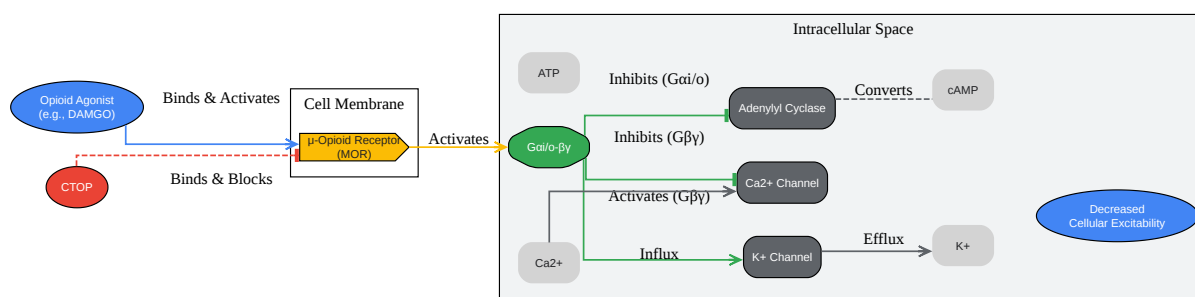 Intracellular Space
ATP
Inhibits (Gαi/o)
Opioid Agonist
(e.g., DAMGO)
Binds & Activates
Cell Membrane
Adenylyl Cyclase
Converts
cAMP
μ-Opioid Receptor
(MOR)
Activates
Gαi/o-βγ
Inhibits (Gβγ)
CTOP
Binds & Blocks
Ca2+ Channel
Activates (Gβγ)
Decreased
Cellular Excitability
Ca2+
Influx
K+ Channel
Efflux
K+